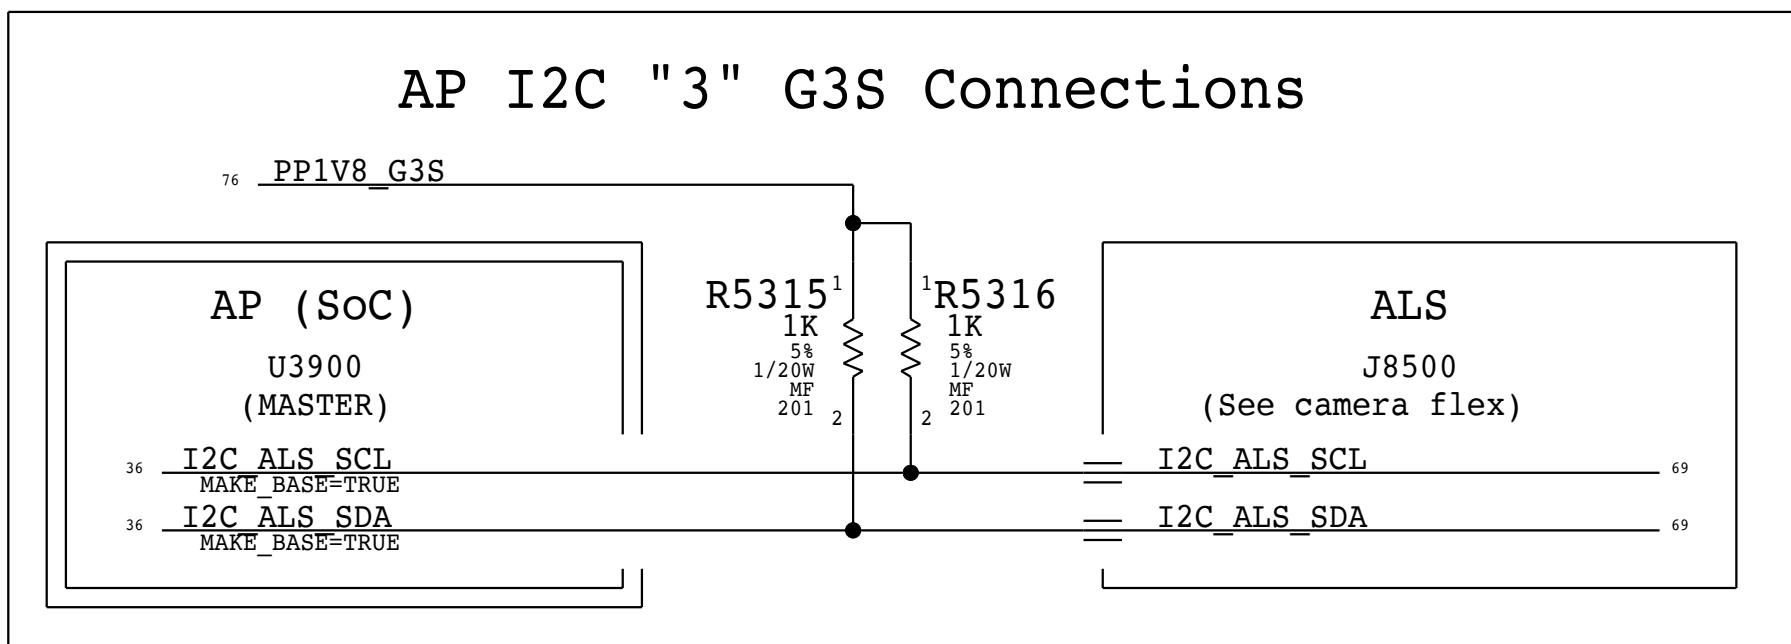 AP I2C "3" G3S Connections
76 PP1V8_G3S
AP (SoC)
U3900
(MASTER)
R5315 1
1K
5%
1/20W
MF
201
2
1 R5316
1K
5%
1/20W
MF
201
2
ALS
J8500
(See camera flex)
36 I2C_ALS_SCL
MAKE_BASE=TRUE
I2C_ALS_SCL 69
36 I2C_ALS_SDA
MAKE_BASE=TRUE
I2C_ALS_SDA 69